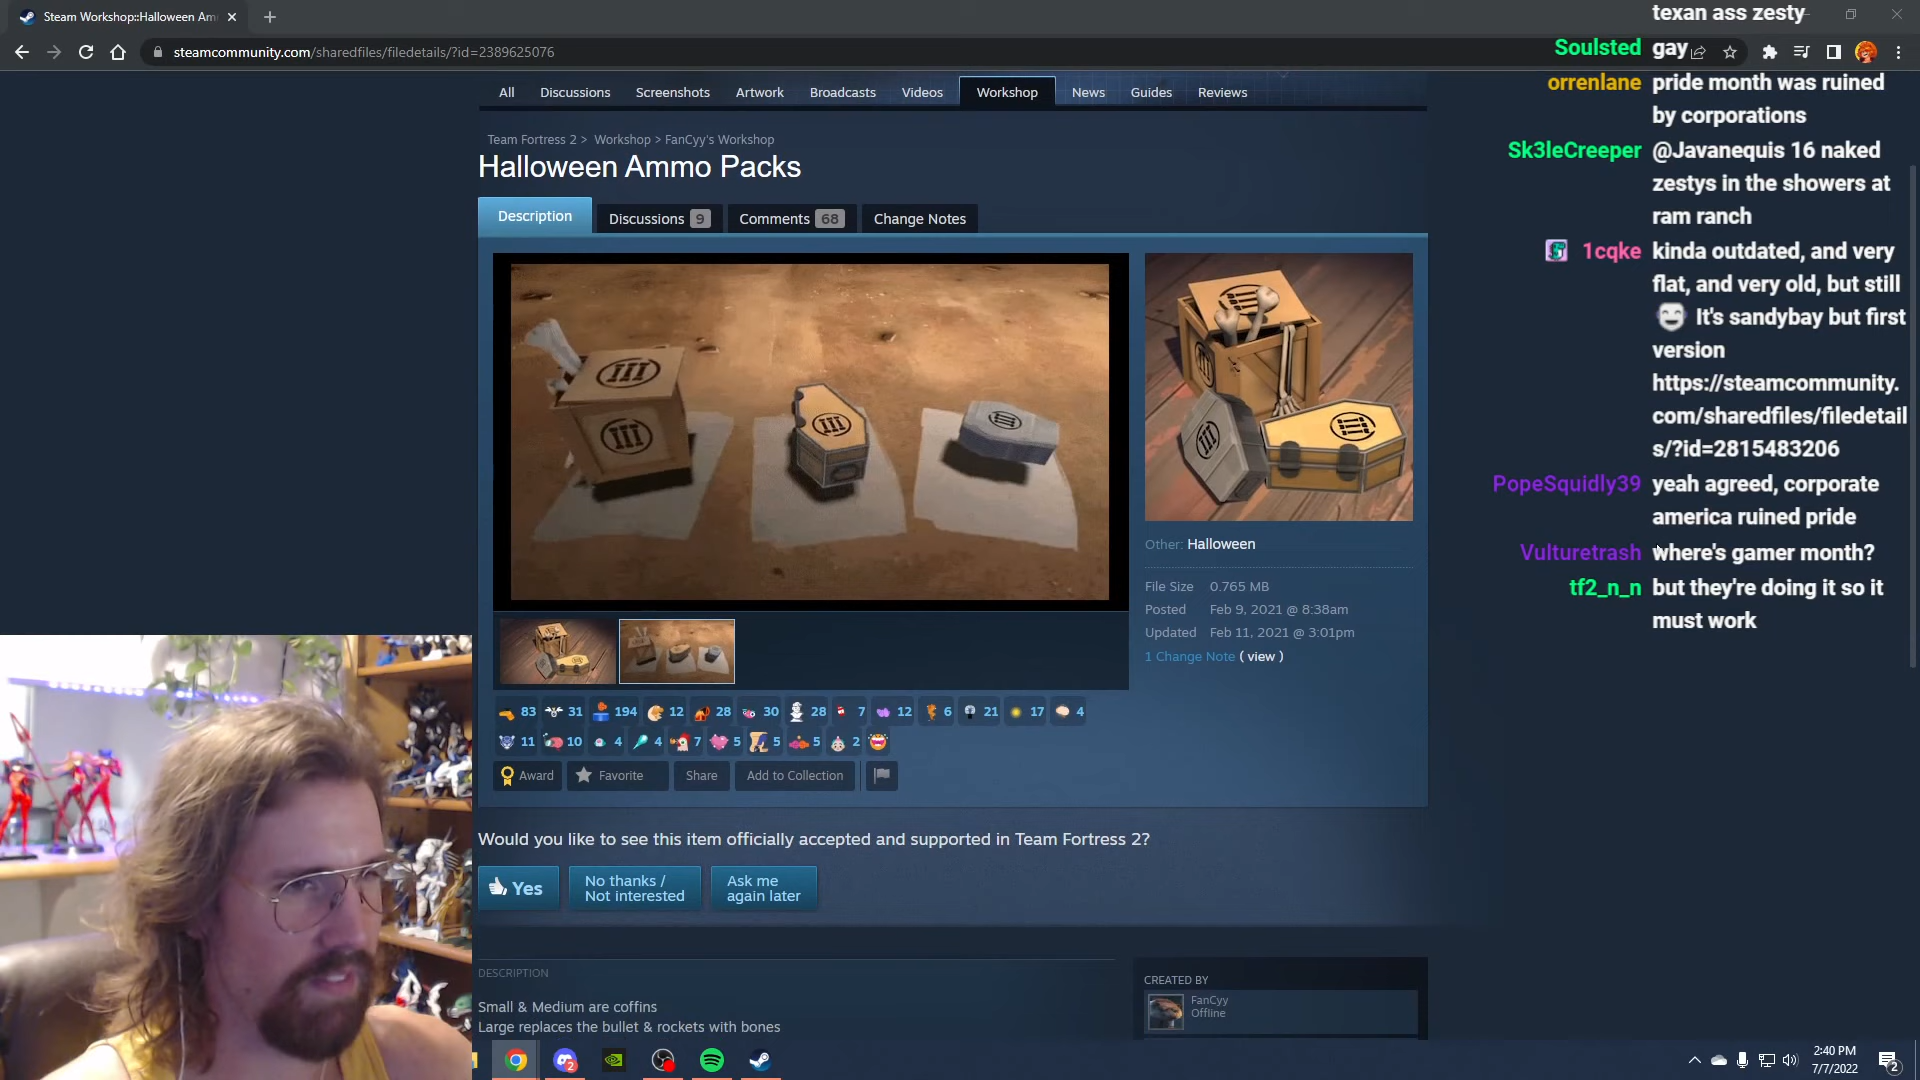 Steam Workshop::Halloween Am
steamcommunity.com/sharedfiles/filedetails/?id=2389625076
All Discussions Screenshots Artwork Broadcasts Videos Workshop News Guides Reviews
Team Fortress 2 > Workshop > FanCyy's Workshop
Halloween Ammo Packs
Description Discussions 9 Comments 68 Change Notes
Other: Halloween
File Size 0.765 MB
Posted Feb 9, 2021 @ 8:38am
Updated Feb 11, 2021 @ 3:01pm
1 Change Note ( view )
83 31 194 12 28 30 28 7 12 6 21 17 4
11 10 4 4 7 5 5 5 2
Award Favorite Share Add to Collection
Would you like to see this item officially accepted and supported in Team Fortress 2?
Yes
No thanks /
Not interested
Ask me
again later
DESCRIPTION
Small & Medium are coffins
Large replaces the bullet & rockets with bones
CREATED BY
FanCyy
Offline
texan ass zesty
Soulsted gay
orrenlane pride month was ruined
by corporations
Sk3leCreeper @Javanequis 16 naked
zestys in the showers at
ram ranch
1cqke kinda outdated, and very
flat, and very old, but still
It's sandybay but first
version
https://steamcommunity.
com/sharedfiles/filedetail
s/?id=2815483206
PopeSquidly39 yeah agreed, corporate
america ruined pride
Vulturetrash where's gamer month?
tf2_n_n but they're doing it so it
must work
2
2:40 PM
7/7/2022
2